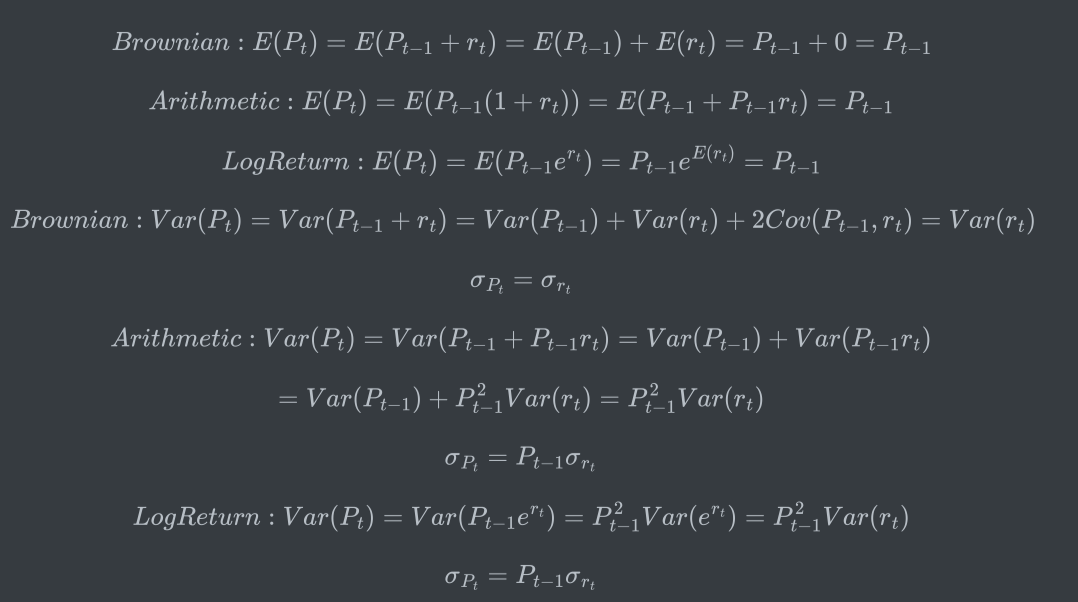 Brownian : E(P_t) = E(P_{t−1} + r_t) = E(P_{t−1}) + E(r_t) = P_{t−1} + 0 = P_{t−1}
Arithmetic : E(P_t) = E(P_{t−1}(1 + r_t)) = E(P_{t−1} + P_{t−1}r_t) = P_{t−1}
LogReturn : E(P_t) = E(P_{t−1}e^{r_t}) = P_{t−1}e^{E(r_t)} = P_{t−1}
Brownian : Var(P_t) = Var(P_{t−1} + r_t) = Var(P_{t−1}) + Var(r_t) + 2Cov(P_{t−1}, r_t) = Var(r_t)
σ_{P_t} = σ_{r_t}
Arithmetic : Var(P_t) = Var(P_{t−1} + P_{t−1}r_t) = Var(P_{t−1}) + Var(P_{t−1}r_t)
= Var(P_{t−1}) + P_{t−1}^2 Var(r_t) = P_{t−1}^2 Var(r_t)
σ_{P_t} = P_{t−1}σ_{r_t}
LogReturn : Var(P_t) = Var(P_{t−1}e^{r_t}) = P_{t−1}^2 Var(e^{r_t}) = P_{t−1}^2 Var(r_t)
σ_{P_t} = P_{t−1}σ_{r_t}